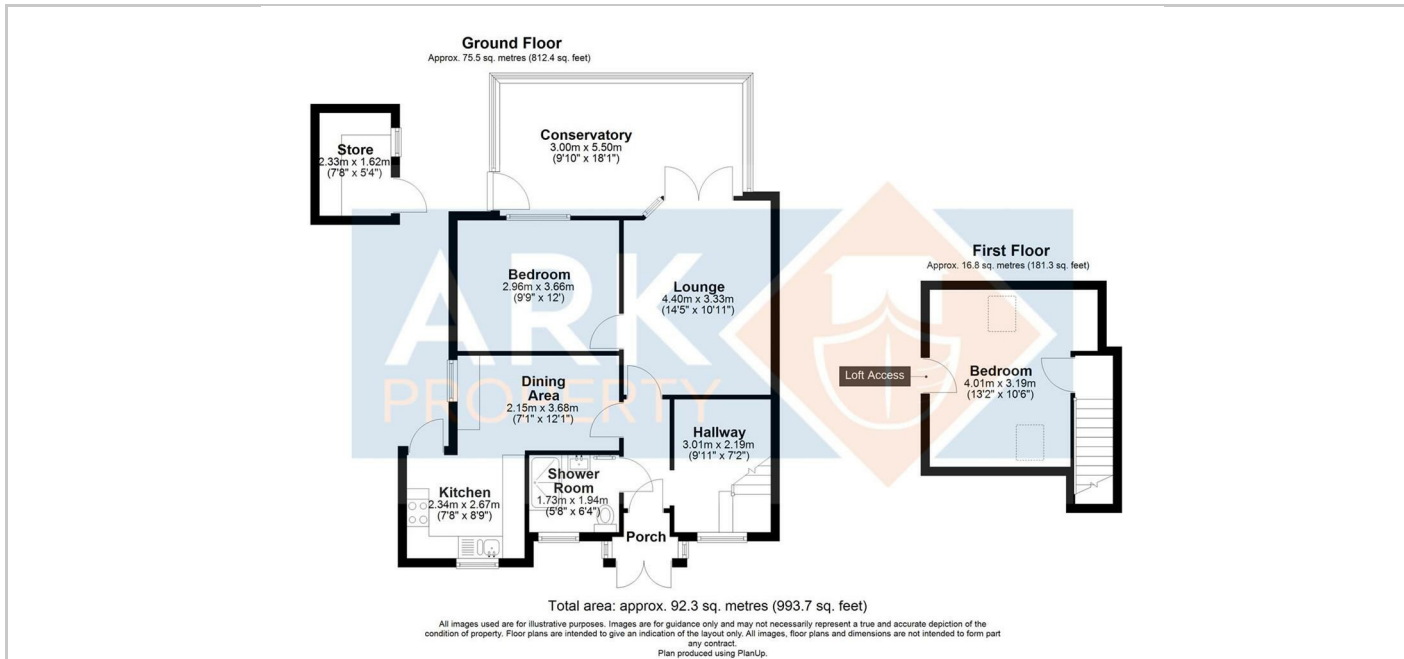 Ground Floor
Approx. 75.5 sq. metres (812.4 sq. feet)
Conservatory
3.00m x 5.50m
(9'10" x 18'1")
Store
2.33m x 1.62m
(7'8" x 5'4")
Bedroom
2.96m x 3.66m
(9'9" x 12')
Lounge
4.40m x 3.33m
(14'5" x 10'11")
Dining
Area
2.15m x 3.68m
(7'1" x 12'1")
Hallway
3.01m x 2.19m
(9'11" x 7'2")
Kitchen
2.34m x 2.67m
(7'8" x 8'9")
Shower
Room
1.73m x 1.94m
(5'8" x 6'4")
Porch
First Floor
Approx. 16.8 sq. metres (181.3 sq. feet)
Loft Access
Bedroom
4.01m x 3.19m
(13'2" x 10'6")
ARK
PROPERTY
Total area: approx. 92.3 sq. metres (993.7 sq. feet)
All images used are for illustrative purposes. Images are for guidance only and may not necessarily represent a true and accurate depiction of the
condition of property. Floor plans are intended to give an indication of the layout only. All images, floor plans and dimensions are not intended to form part
any contract.
Plan produced using PlanUp.